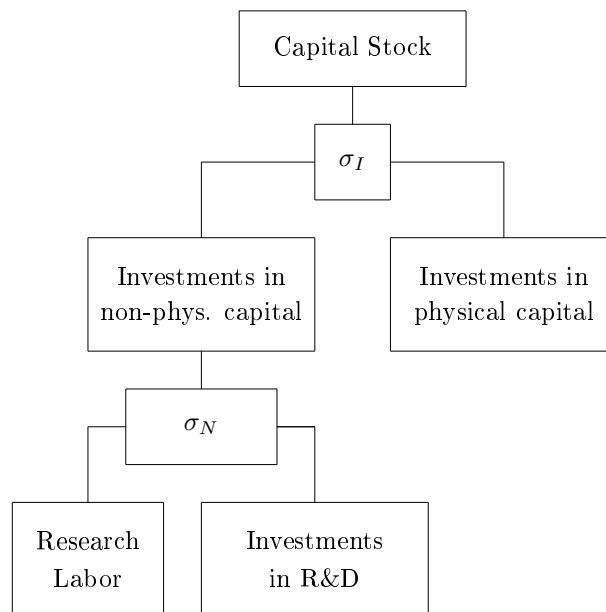 Capital Stock
σ_I
Investments in
non-phys. capital
Investments in
physical capital
σ_N
Research
Labor
Investments
in R&D